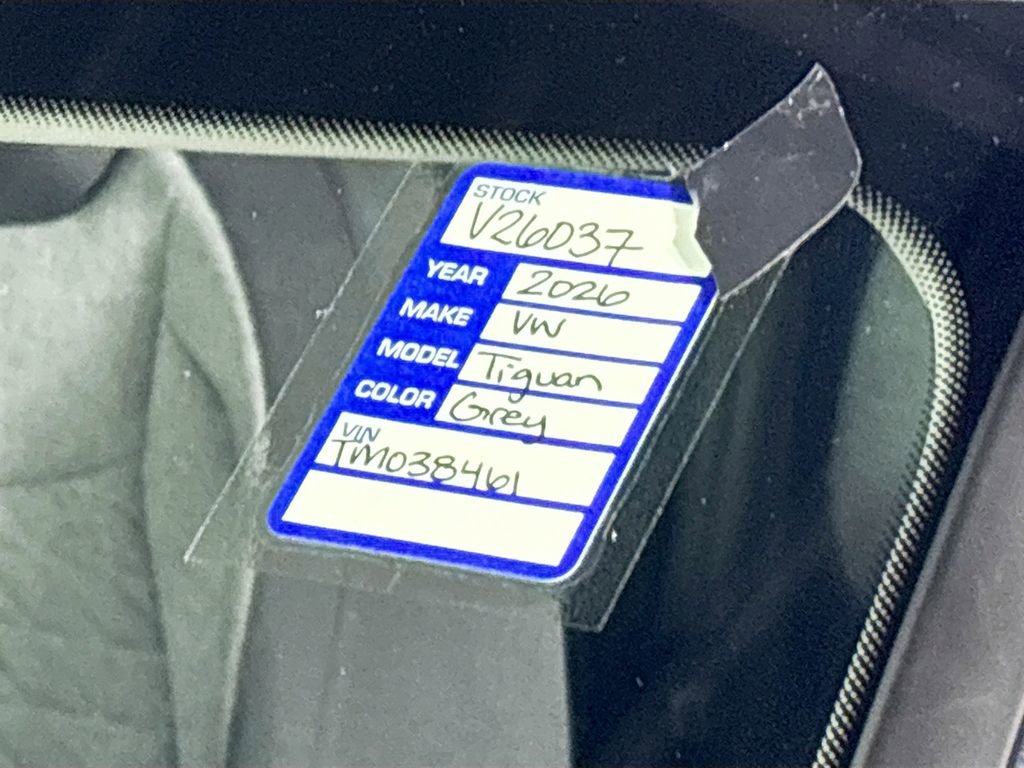 STOCK
V26037
YEAR 2026
MAKE VW
MODEL Tiguan
COLOR Grey
VIN
TM038461